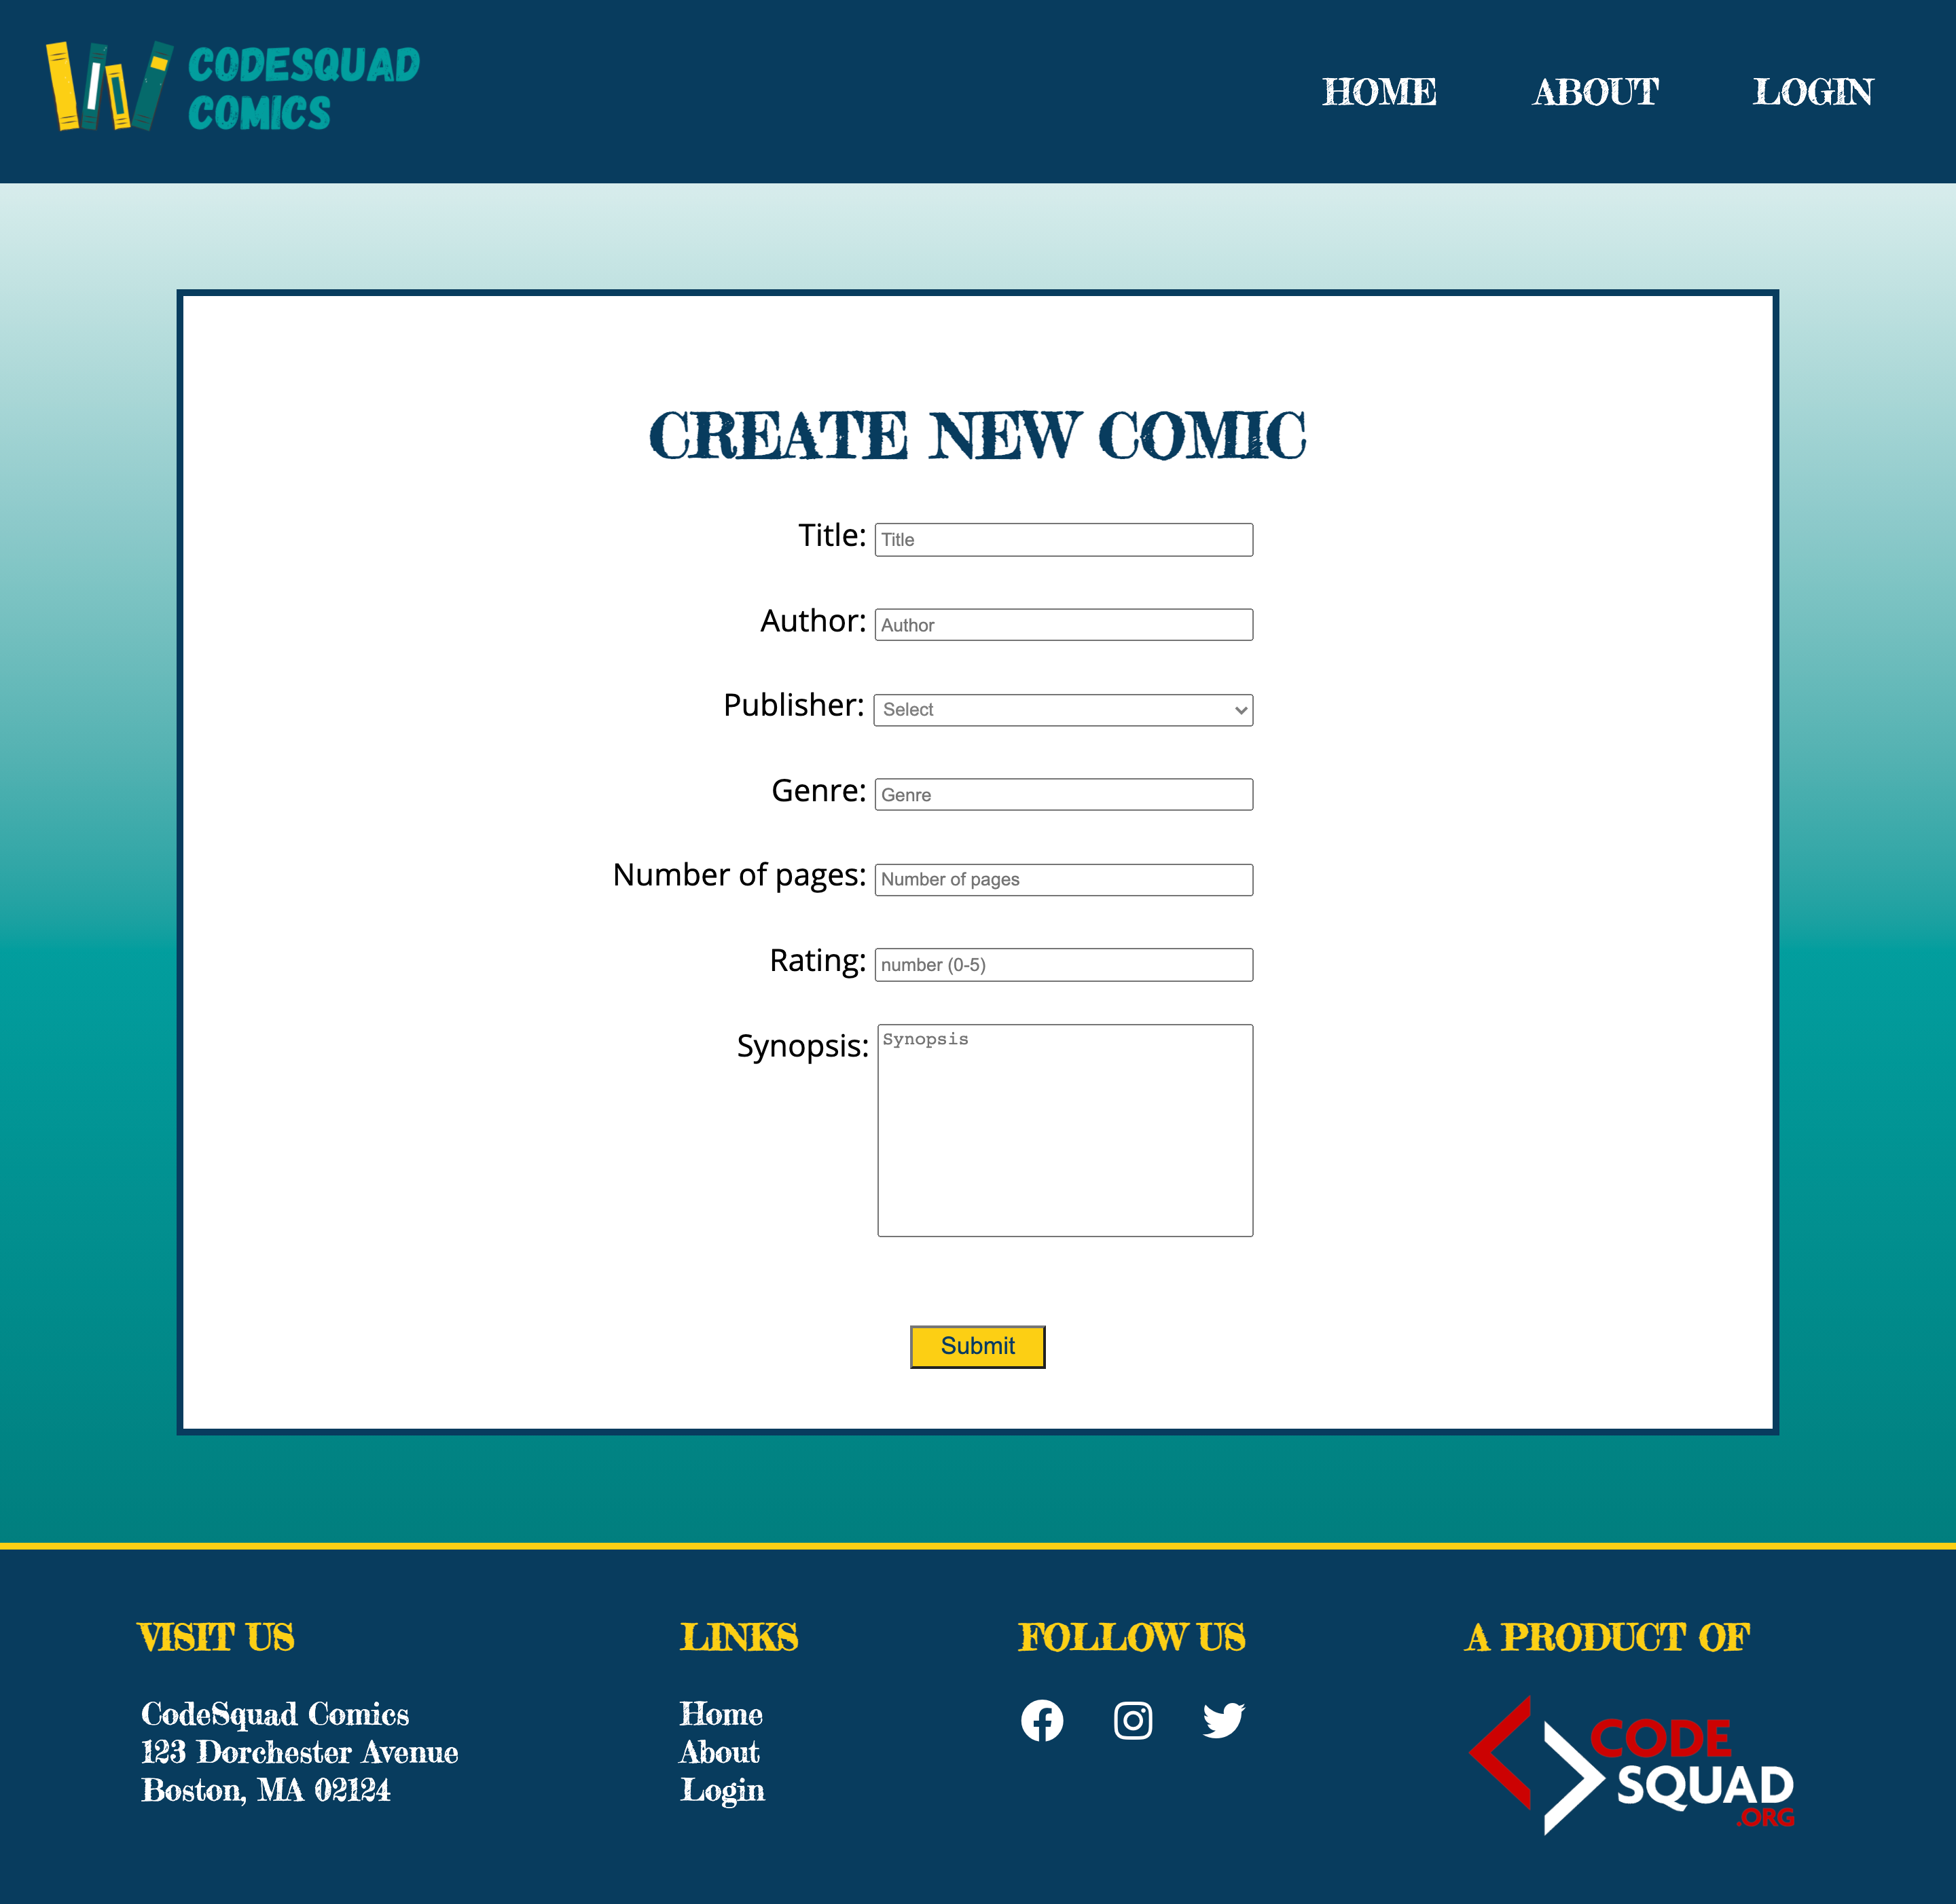 CODESQUAD
COMICS
HOME ABOUT LOGIN
CREATE NEW COMIC
Title: Title
Author: Author
Publisher: Select
Genre: Genre
Number of pages: Number of pages
Rating: number (0-5)
Synopsis: Synopsis
Submit
VISIT US
CodeSquad Comics
123 Dorchester Avenue
Boston, MA 02124
LINKS
Home
About
Login
FOLLOW US
A PRODUCT OF
CODE
SQUAD
.ORG